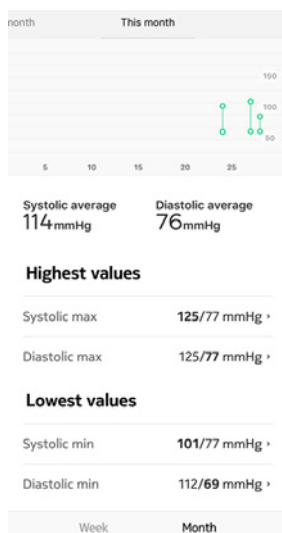 month This month
150
100
50
5 10 15 20 25
Systolic average Diastolic average
114mmHg 76mmHg
Highest values
Systolic max 125/77 mmHg ›
Diastolic max 125/77 mmHg ›
Lowest values
Systolic min 101/77 mmHg ›
Diastolic min 112/69 mmHg ›
Week Month